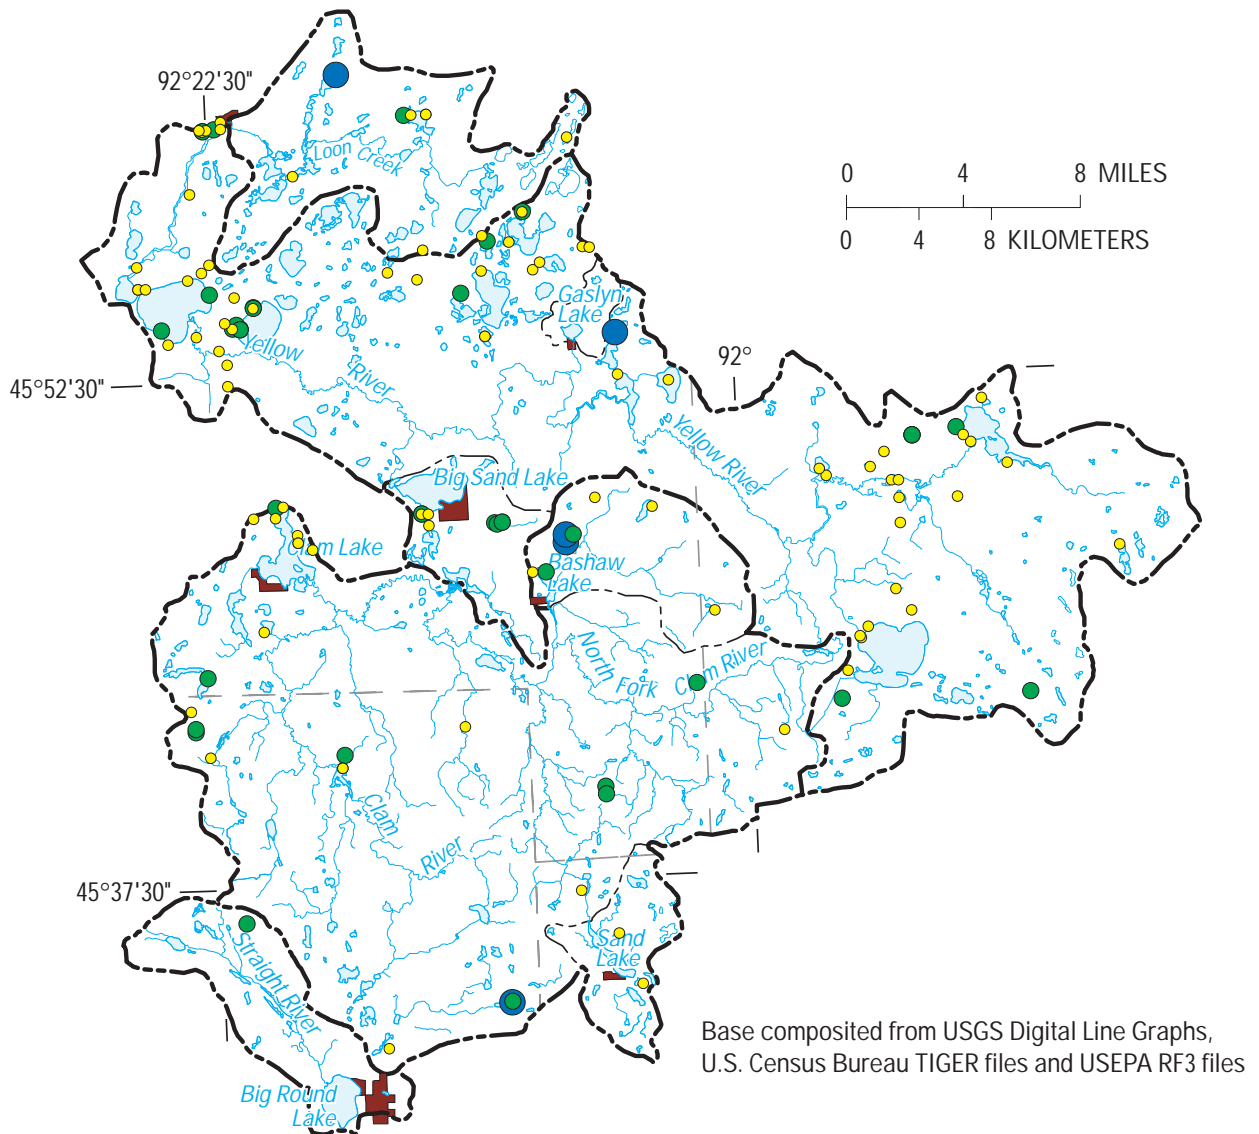 92°22'30"
Loon Creek
0 4 8 MILES
0 4 8 KILOMETERS
Gaslyn
Lake
Yellow
River
92°
45°52'30"
Yellow River
Big Sand Lake
Clam Lake
Bashaw
Lake
North Fork Clam River
Clam
River
45°37'30"
Straight River
Sand
Lake
Base composited from USGS Digital Line Graphs,
U.S. Census Bureau TIGER files and USEPA RF3 files
Big Round
Lake